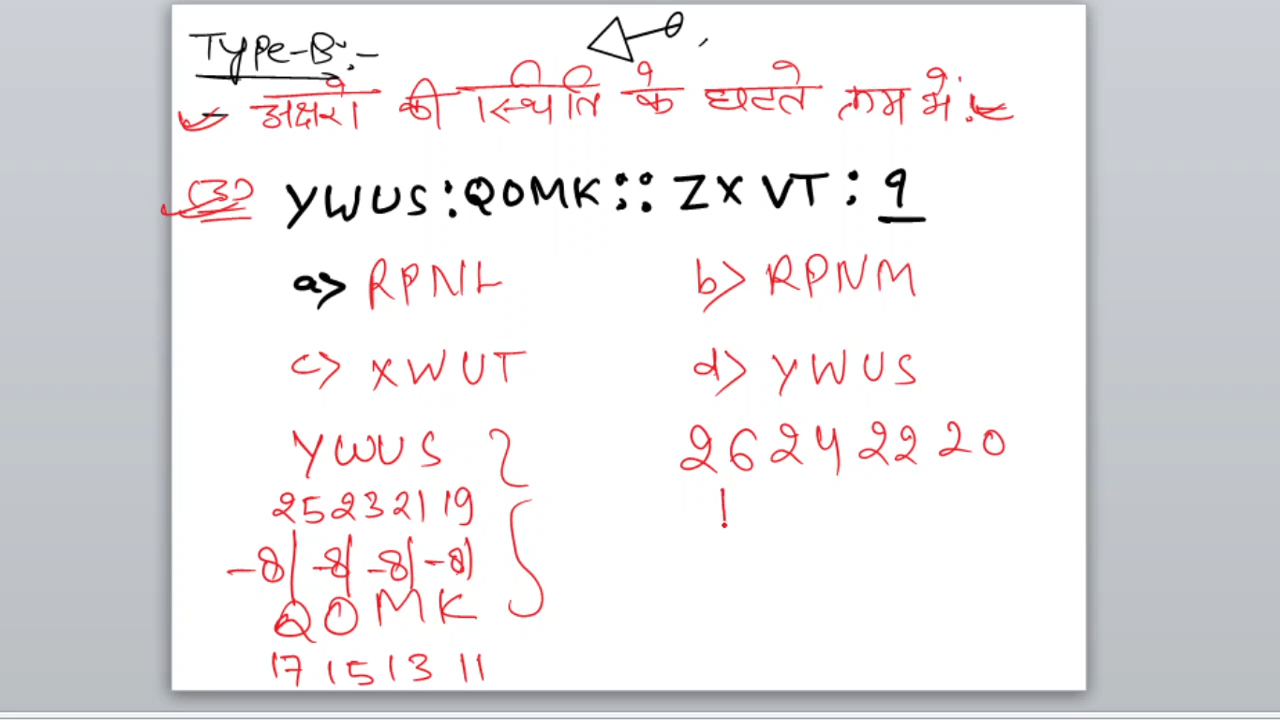 Type-B:-
अक्षरों की स्थिति के घटते क्रम में।
(3) YWUS : QOMK :: ZXVT : ?
a> RPNL b> RPNM
c> XWUT d> YWUS
YWUS 26 24 22 20
25 23 21 19
-8 -8 -8 -8
QOMK
17 15 13 11